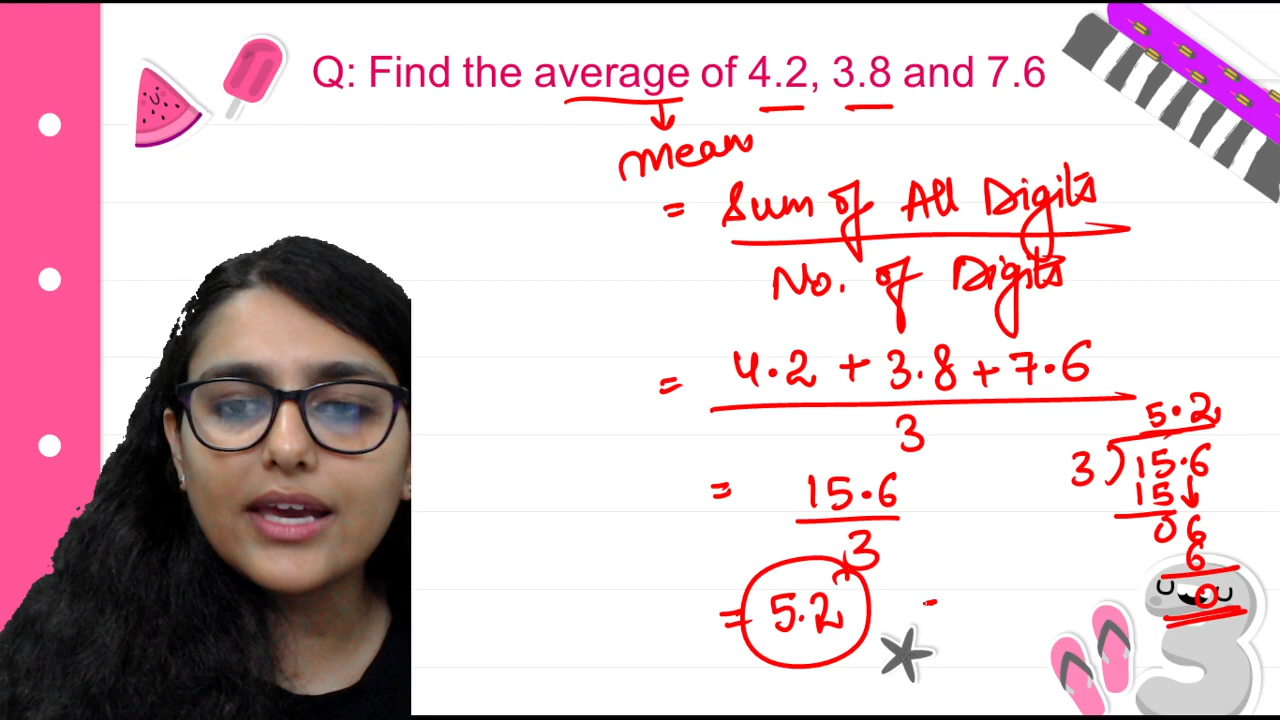 Q: Find the average of 4.2, 3.8 and 7.6
Mean
= Sum of All Digits
No. of Digits
= 4.2 + 3.8 + 7.6
3
= 15.6
3
= 5.2
5.2
3)15.6
15
06
6
0